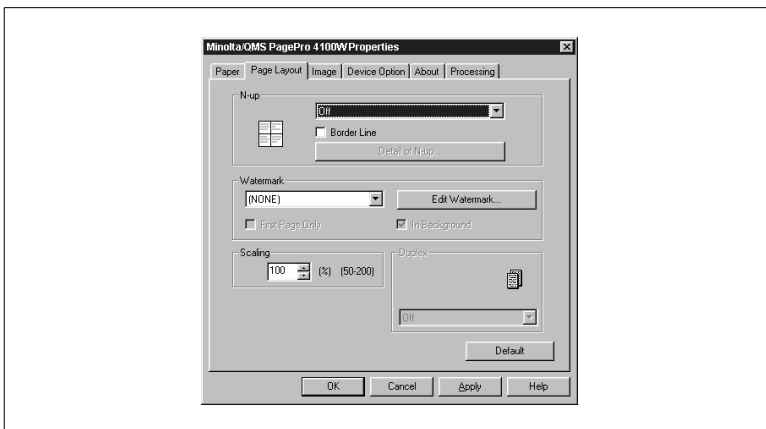 Minolta/QMS PagePro 4100W Properties
Paper Page Layout Image Device Option About Processing
N-up
Off
Border Line
Detail of N-up...
Watermark
(NONE) Edit Watermark...
First Page Only In Background
Scaling Duplex
100 (%) (50-200)
Off
Default
OK Cancel Apply Help